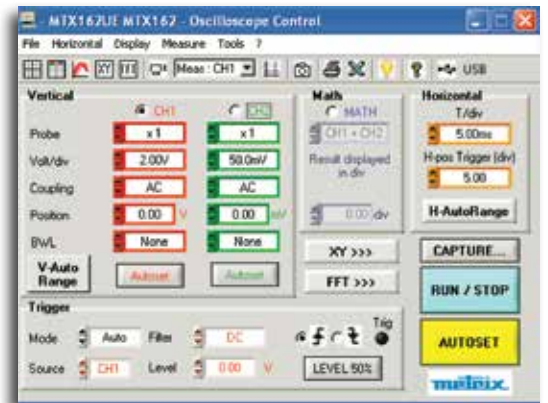 MTX162UE MTX162 - Oscilloscope Control
File Horizontal Display Measure Tools ?
XY Meas: CH1 USB
Vertical
CH1 CH2
Probe x1 x1
Volt/div 2.00V 50.0mV
Coupling AC AC
Position 0.00 V 0.00 mV
BWL None None
V-Auto Range
Autoset Autoset
Math
MATH
CH1 + CH2
Result displayed
in div
0.00 div
XY >>>
FFT >>>
Horizontal
T/div
5.00ms
H-pos Trigger (div)
5.00
H-AutoRange
CAPTURE...
RUN / STOP
AUTOSET
metrix
Trigger
Mode Auto Filter DC Trig
Source CH1 Level 0.00 V LEVEL 50%